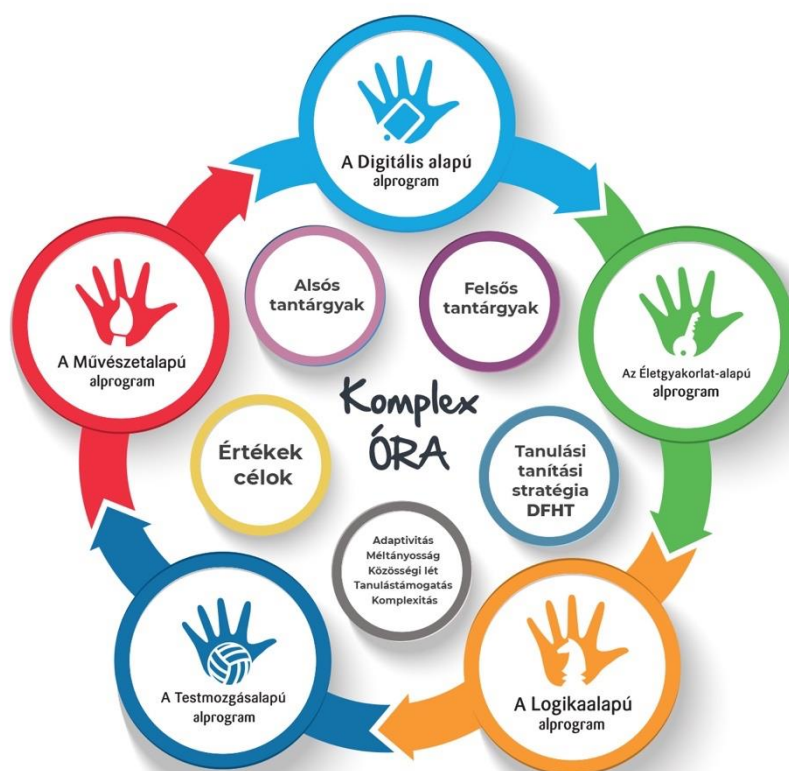 A Digitális alapú
alprogram
Alsós
tantárgyak
Felsős
tantárgyak
A Művészetalapú
alprogram
Az Életgyakorlat-alapú
alprogram
Komplex
ÓRA
Értékek
célok
Tanulási
tanítási
stratégia
DFHT
Adaptivitás
Méltányosság
Közösségi lét
Tanulástámogatás
Komplexitás
A Testmozgásalapú
alprogram
A Logikaalapú
alprogram